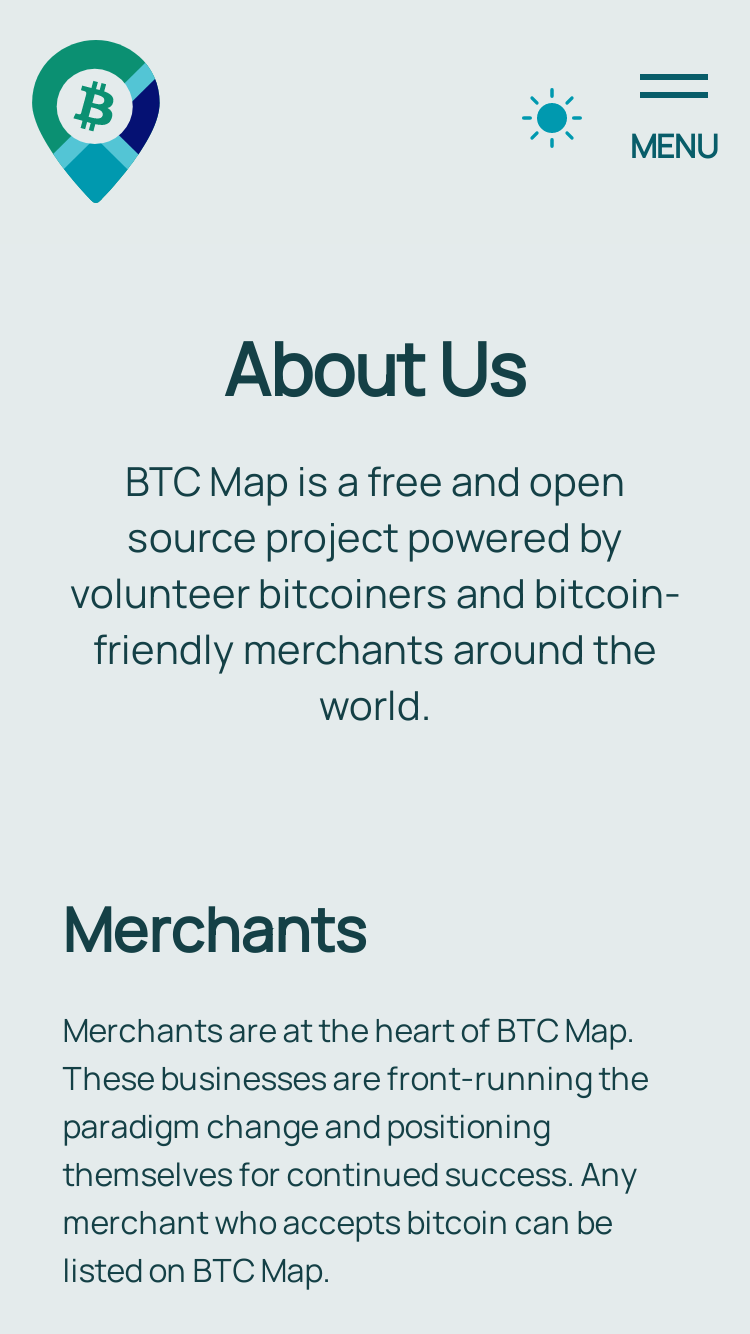 MENU
About Us
BTC Map is a free and open
source project powered by
volunteer bitcoiners and bitcoin-
friendly merchants around the
world.
Merchants
Merchants are at the heart of BTC Map.
These businesses are front-running the
paradigm change and positioning
themselves for continued success. Any
merchant who accepts bitcoin can be
listed on BTC Map.